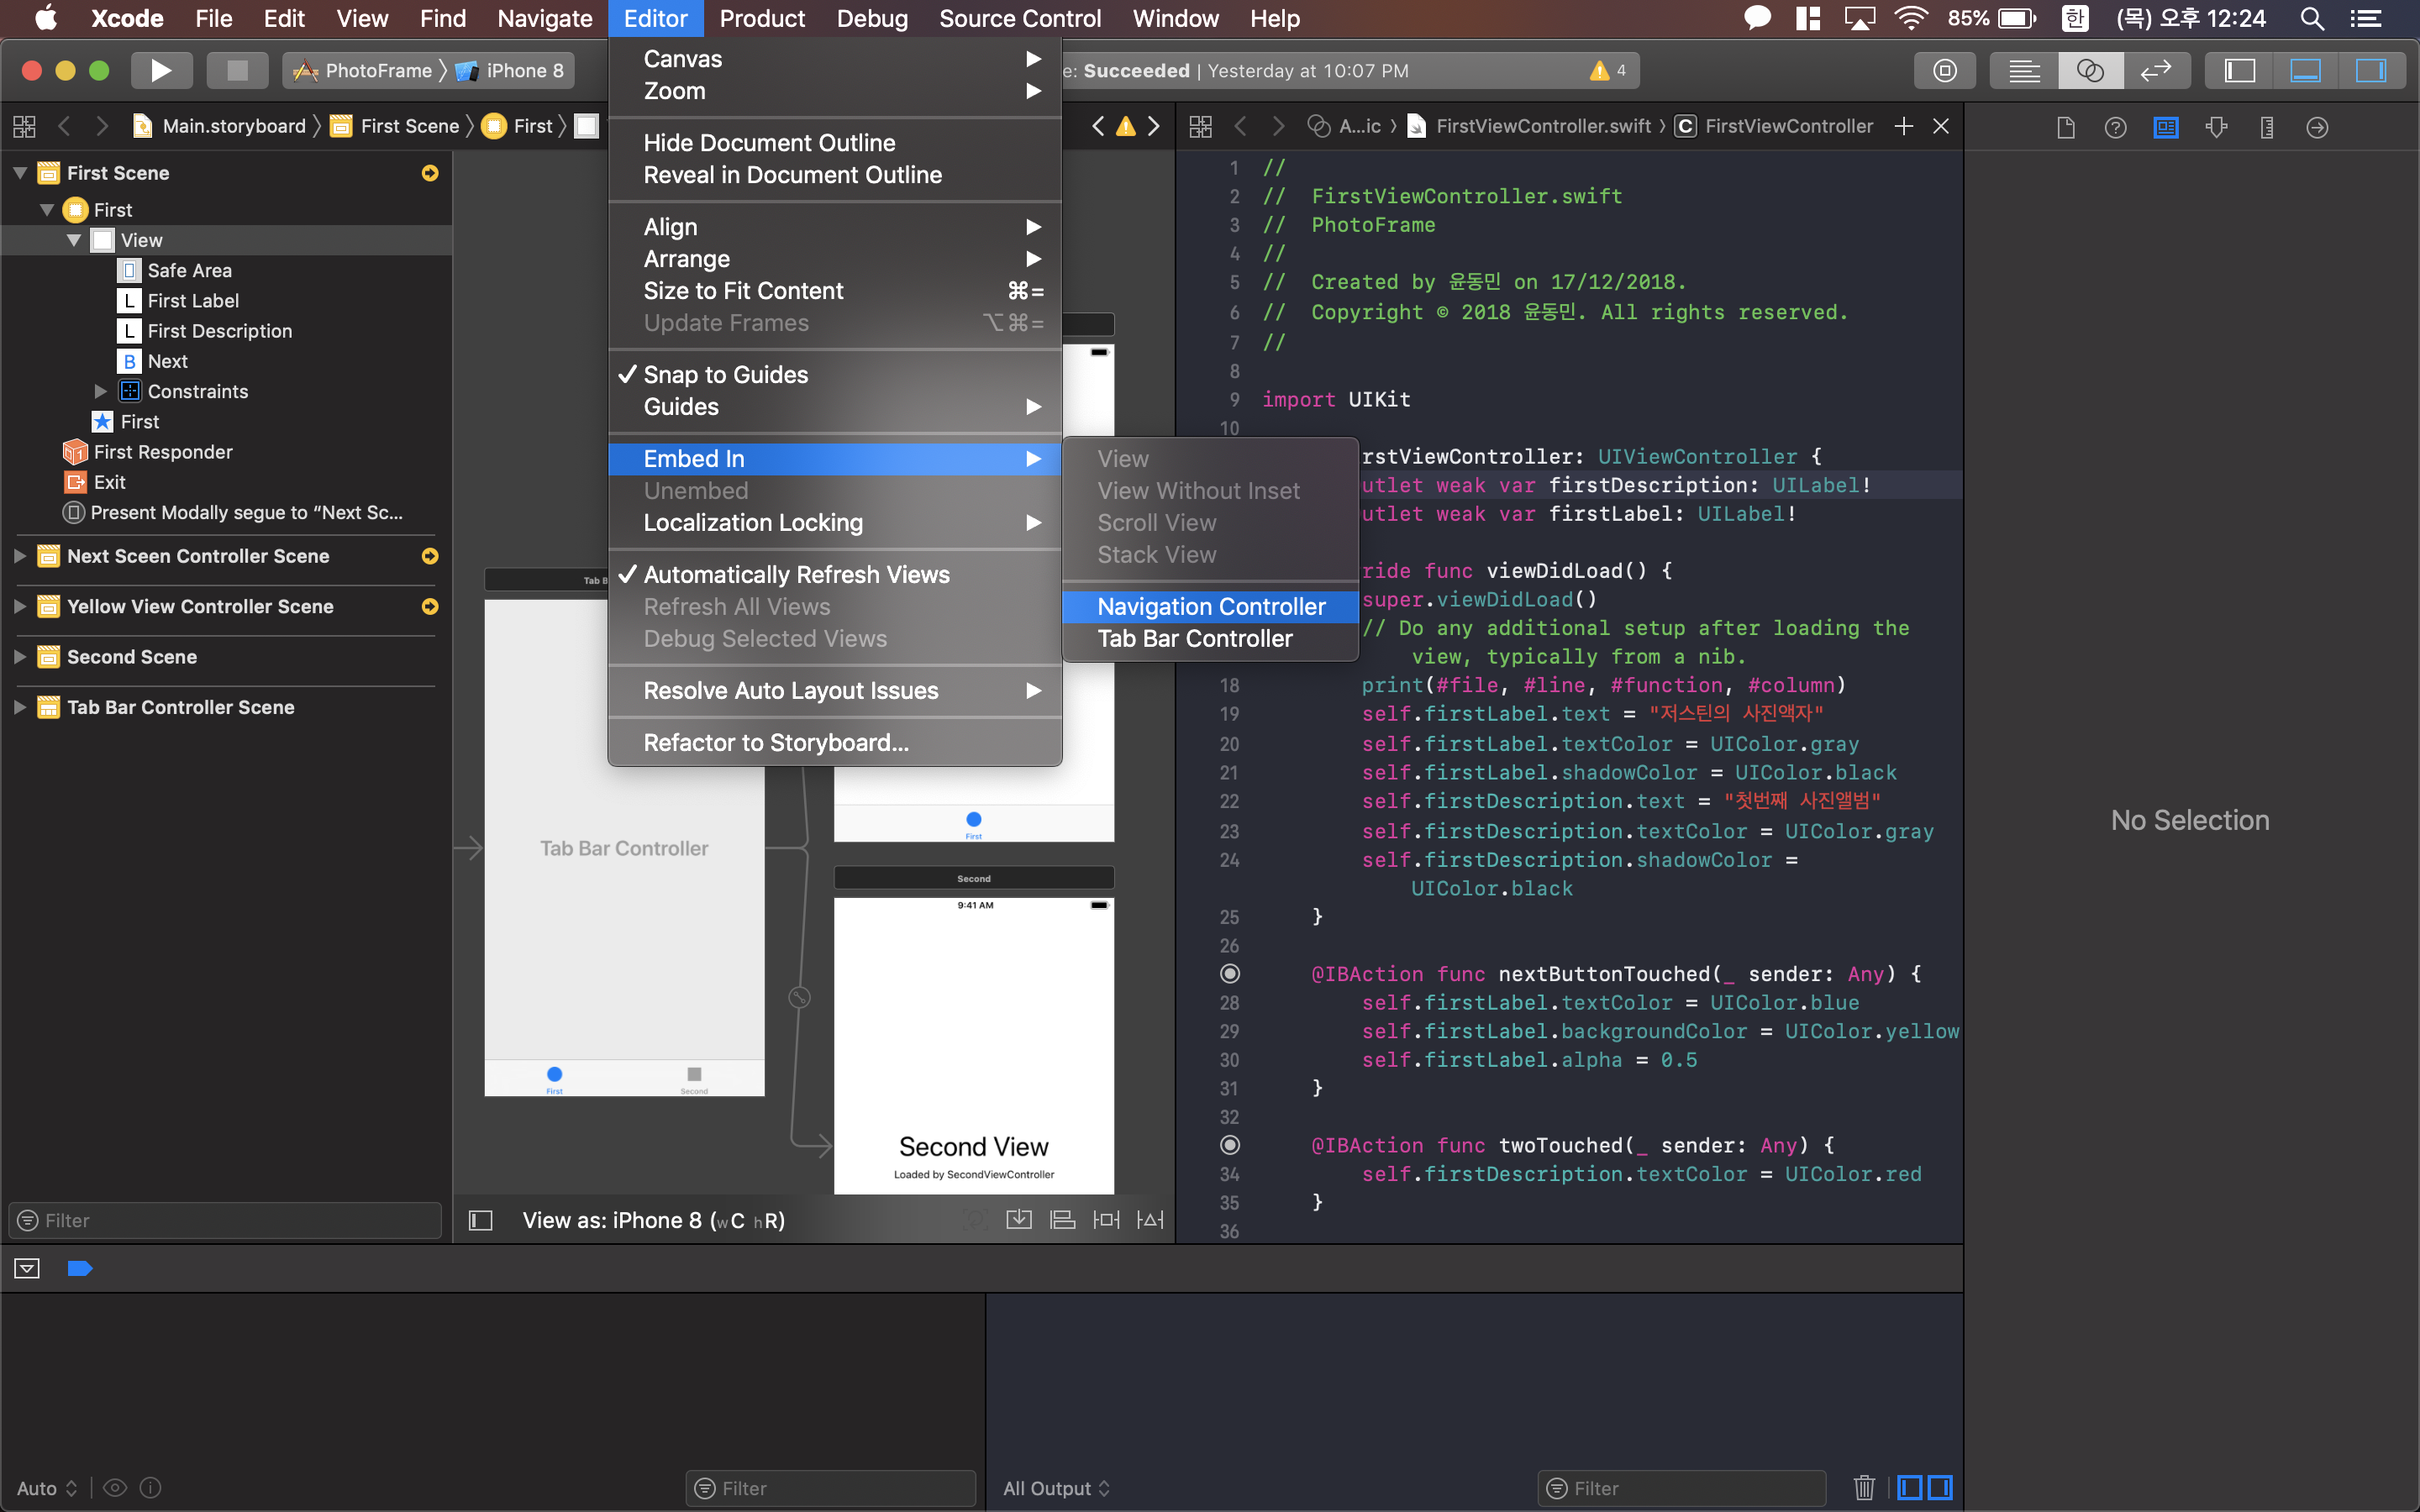 Xcode File Edit View Find Navigate Editor Product Debug Source Control Window Help 85% 한 (목) 오후 12:24
PhotoFrame 〉 iPhone 8
e: Succeeded | Yesterday at 10:07 PM 4
Main.storyboard 〉 First Scene 〉 First 〉
A...ic 〉 FirstViewController.swift 〉 C FirstViewController
First Scene
First
View
Safe Area
L First Label
L First Description
B Next
Constraints
First
First Responder
Exit
Present Modally segue to “Next Sc...
Next Sceen Controller Scene
Yellow View Controller Scene
Second Scene
Tab Bar Controller Scene
Filter
Canvas
Zoom
Hide Document Outline
Reveal in Document Outline
Align
Arrange
Size to Fit Content ⌘=
Update Frames ⌥⌘=
Snap to Guides
Guides
Embed In
Unembed
Localization Locking
Automatically Refresh Views
Refresh All Views
Debug Selected Views
Resolve Auto Layout Issues
Refactor to Storyboard...
View
View Without Inset
Scroll View
Stack View
Navigation Controller
Tab Bar Controller
Tab B
Tab Bar Controller
First
Second
First
Second
9:41 AM
Second View
Loaded by SecondViewController
View as: iPhone 8 (wC hR)
1 //
2 // FirstViewController.swift
3 // PhotoFrame
4 //
5 // Created by 윤동민 on 17/12/2018.
6 // Copyright © 2018 윤동민. All rights reserved.
7 //
8
9 import UIKit
10
rstViewController: UIViewController {
utlet weak var firstDescription: UILabel!
utlet weak var firstLabel: UILabel!
ride func viewDidLoad() {
super.viewDidLoad()
// Do any additional setup after loading the
view, typically from a nib.
18 print(#file, #line, #function, #column)
19 self.firstLabel.text = "저스틴의 사진액자"
20 self.firstLabel.textColor = UIColor.gray
21 self.firstLabel.shadowColor = UIColor.black
22 self.firstDescription.text = "첫번째 사진앨범"
23 self.firstDescription.textColor = UIColor.gray
24 self.firstDescription.shadowColor =
UIColor.black
25 }
26
@IBAction func nextButtonTouched(_ sender: Any) {
28 self.firstLabel.textColor = UIColor.blue
29 self.firstLabel.backgroundColor = UIColor.yellow
30 self.firstLabel.alpha = 0.5
31 }
32
@IBAction func twoTouched(_ sender: Any) {
34 self.firstDescription.textColor = UIColor.red
35 }
36
No Selection
Auto
Filter
All Output
Filter